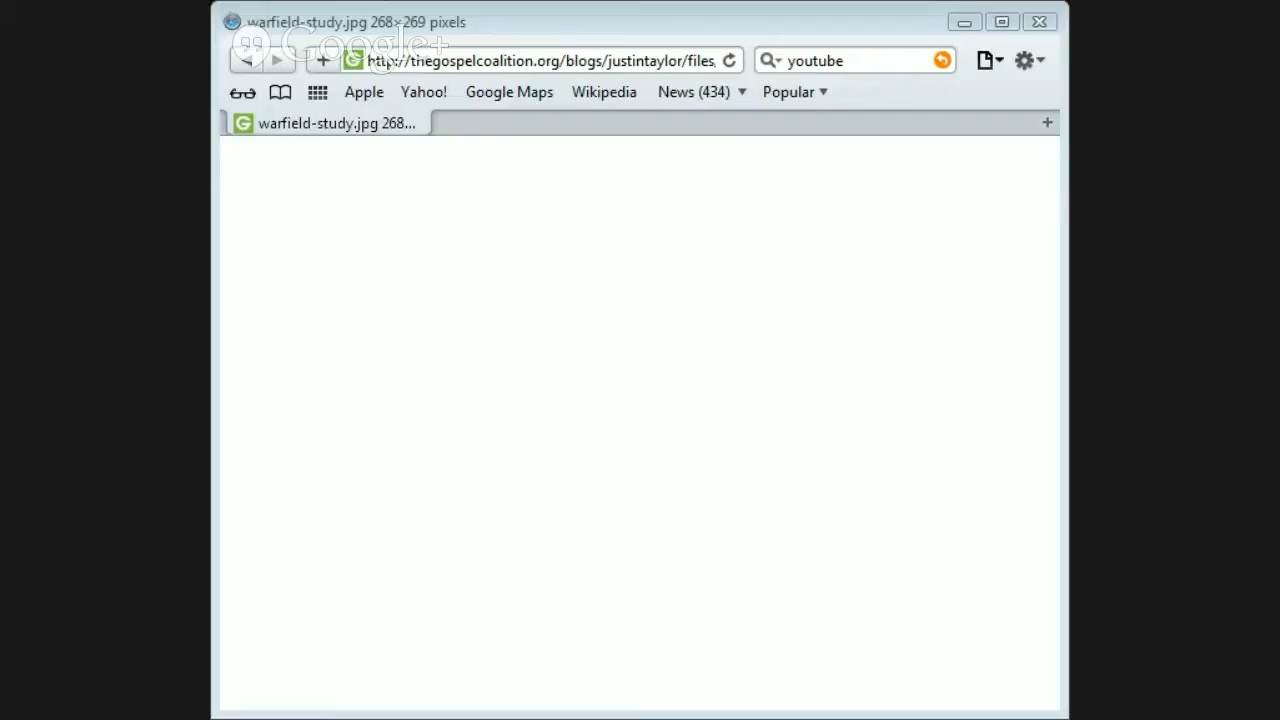 warfield-study.jpg 268×269 pixels
Google+
http://thegospelcoalition.org/blogs/justintaylor/files, youtube
Apple Yahoo! Google Maps Wikipedia News (434) Popular
warfield-study.jpg 268...